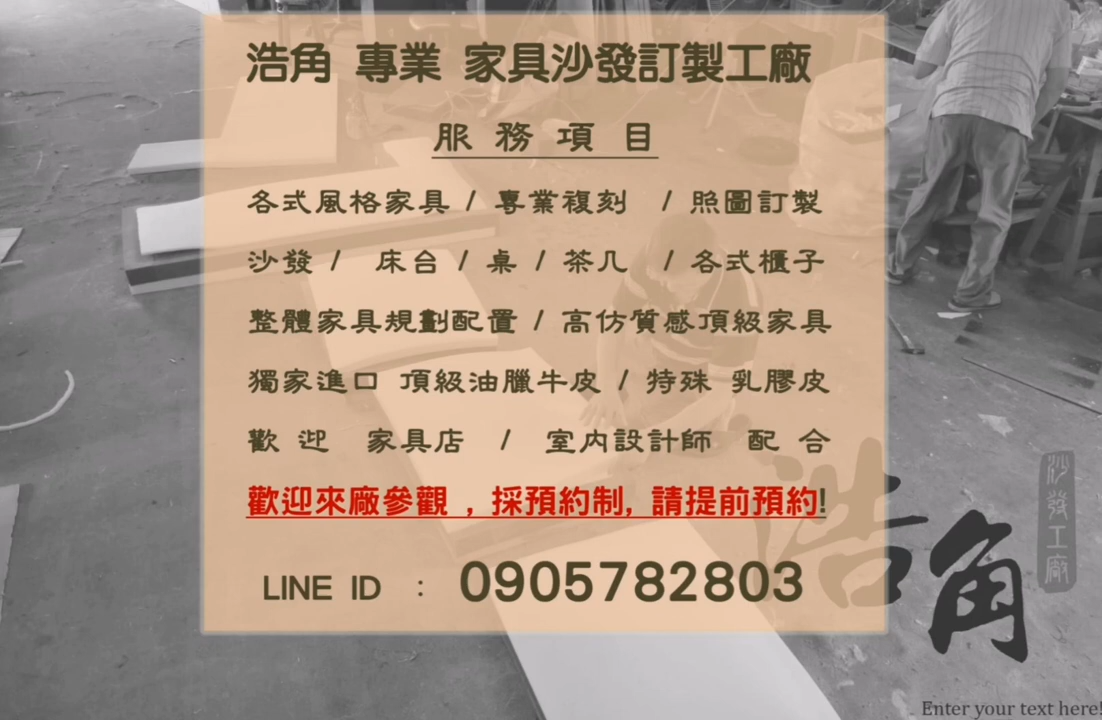 浩角 專業 家具沙發訂製工廠
服務項目
各式風格家具 / 專業複刻 / 照圖訂製
沙發 / 床台 / 桌 / 茶几 / 各式櫃子
整體家具規劃配置 / 高仿質感頂級家具
獨家進口 頂級油臘牛皮 / 特殊 乳膠皮
歡迎 家具店 / 室內設計師 配合
歡迎來廠參觀 , 採預約制, 請提前預約!
LINE ID : 0905782803
浩角
沙發工廠
Enter your text here!